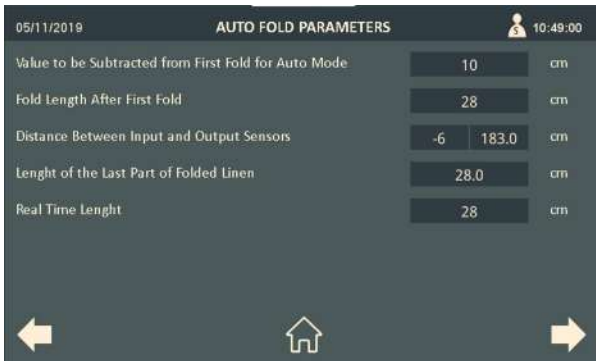 05/11/2019 AUTO FOLD PARAMETERS S 10:49:00
Value to be Subtracted from First Fold for Auto Mode 10 cm
Fold Length After First Fold 28 cm
Distance Between Input and Output Sensors -6 183.0 cm
Lenght of the Last Part of Folded Linen 28.0 cm
Real Time Lenght 28 cm